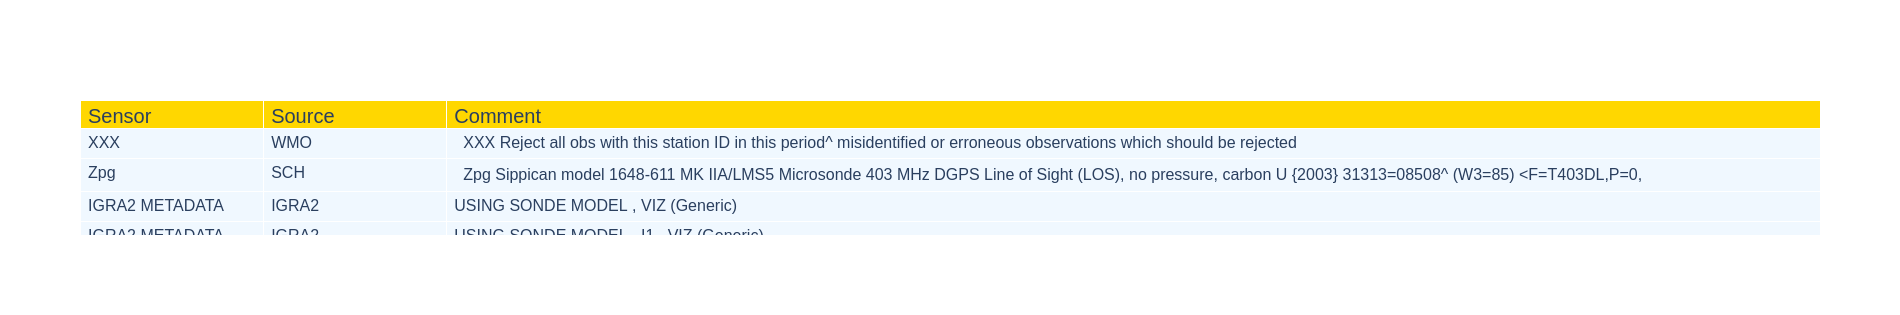 Sensor Source Comment
XXX WMO XXX Reject all obs with this station ID in this period^ misidentified or erroneous observations which should be rejected
Zpg SCH Zpg Sippican model 1648-611 MK IIA/LMS5 Microsonde 403 MHz DGPS Line of Sight (LOS), no pressure, carbon U {2003} 31313=08508^ (W3=85) <F=T403DL,P=0,
IGRA2 METADATA IGRA2 USING SONDE MODEL , VIZ (Generic)
IGRA2 METADATA IGRA2 USING SONDE MODEL , J1 , VIZ (Generic)